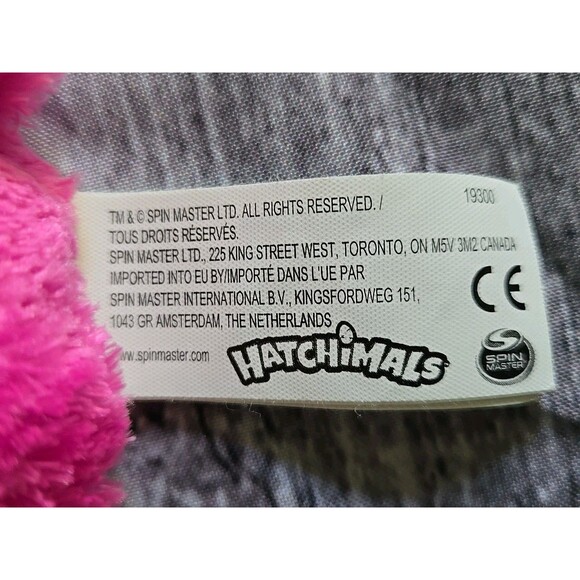 19300
TM & © SPIN MASTER LTD. ALL RIGHTS RESERVED. /
TOUS DROITS RÉSERVÉS.
SPIN MASTER LTD., 225 KING STREET WEST, TORONTO, ON M5V 3M2 CANADA
IMPORTED INTO EU BY/IMPORTÉ DANS L'UE PAR
SPIN MASTER INTERNATIONAL B.V., KINGSFORDWEG 151,
1043 GR AMSTERDAM, THE NETHERLANDS
CE
www.spinmaster.com
HATCHiMALS
SPIN
MASTER